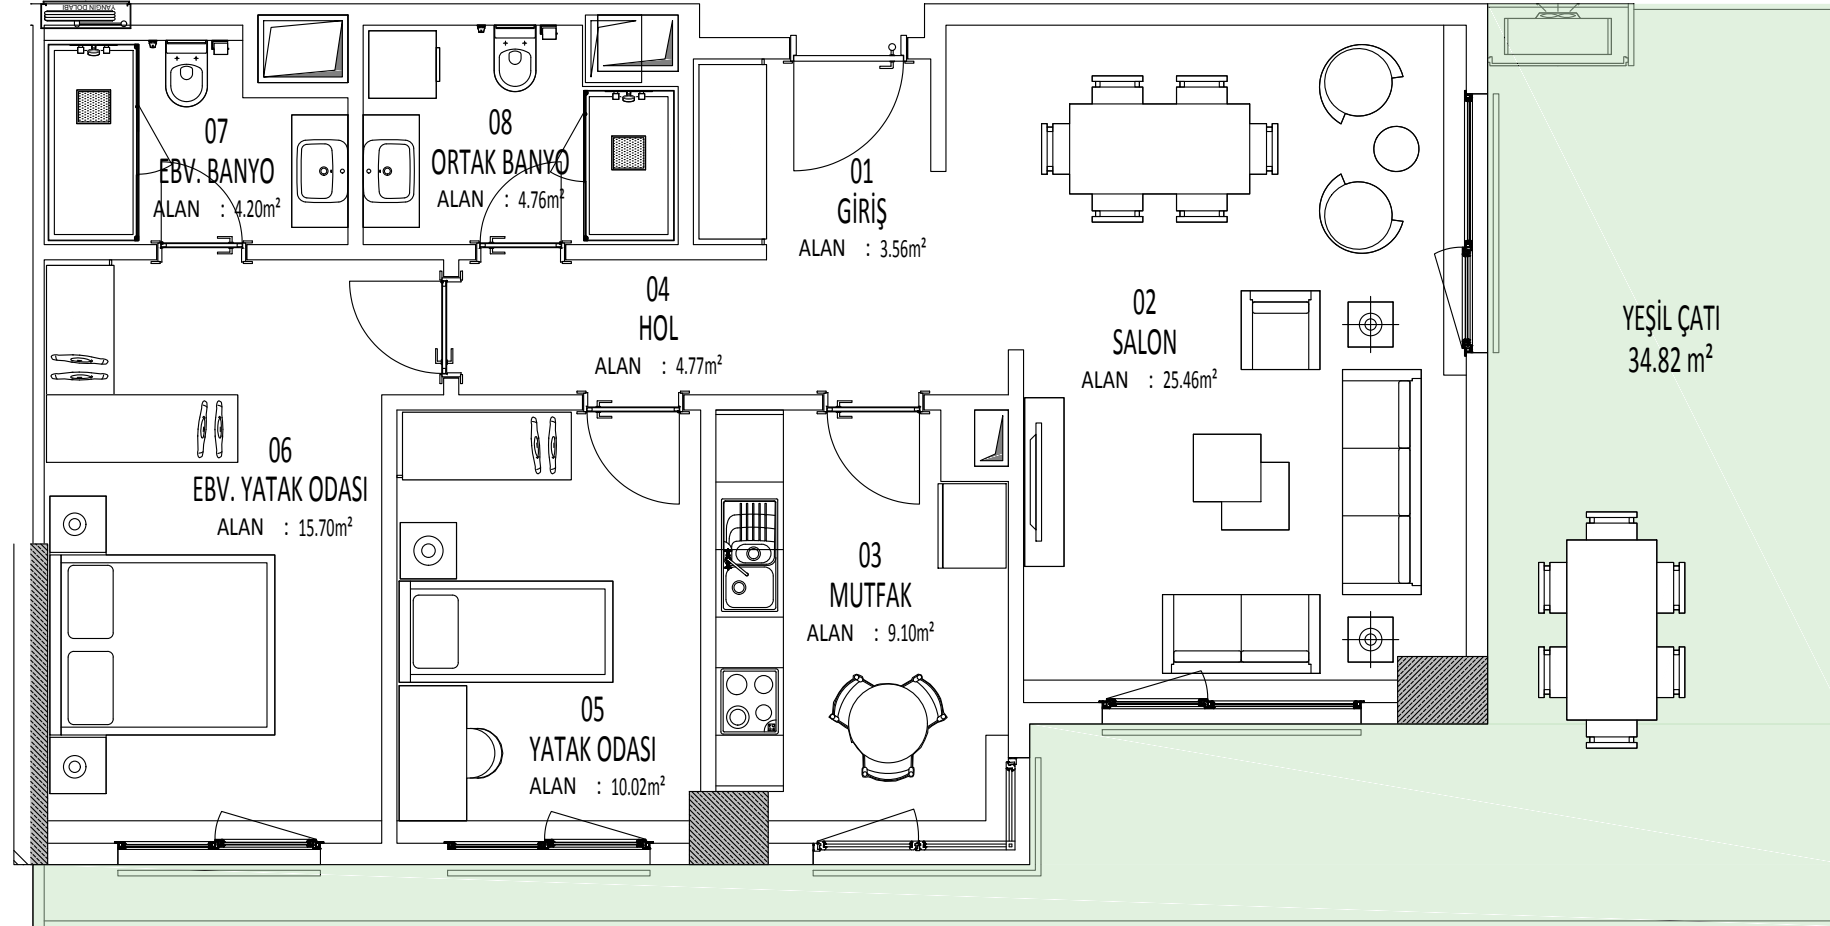 YANGIN DOLABI
07
EBV. BANYO
ALAN : 4.20m²
08
ORTAK BANYO
ALAN : 4.76m²
01
GİRİŞ
ALAN : 3.56m²
04
HOL
ALAN : 4.77m²
02
SALON
ALAN : 25.46m²
YEŞİL ÇATI
34.82 m²
06
EBV. YATAK ODASI
ALAN : 15.70m²
03
MUTFAK
ALAN : 9.10m²
05
YATAK ODASI
ALAN : 10.02m²